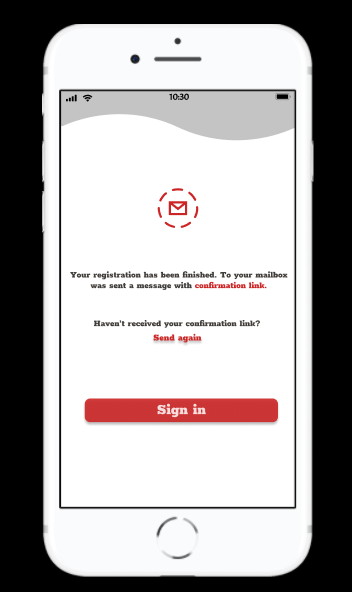 10:30
Your registration has been finished. To your mailbox
was sent a message with confirmation link.
Haven't received your confirmation link?
Send again
Sign in